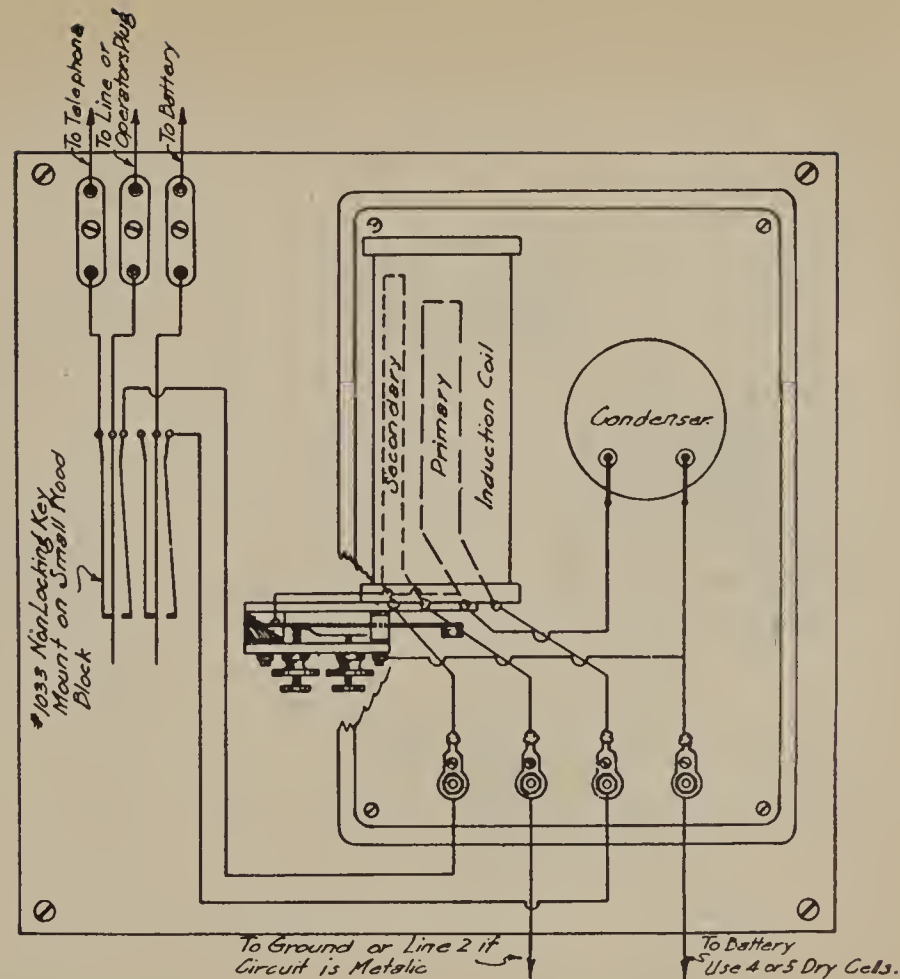 To Telephone
To Line or
Operators Plug
To Battery
Secondary
Primary
Induction Coil
Condenser.
#1033 NonLocking Key
Mount on Small Wood
Block
To Ground or Line 2 if
Circuit is Metalic
To Battery
Use 4 or 5 Dry Cells.